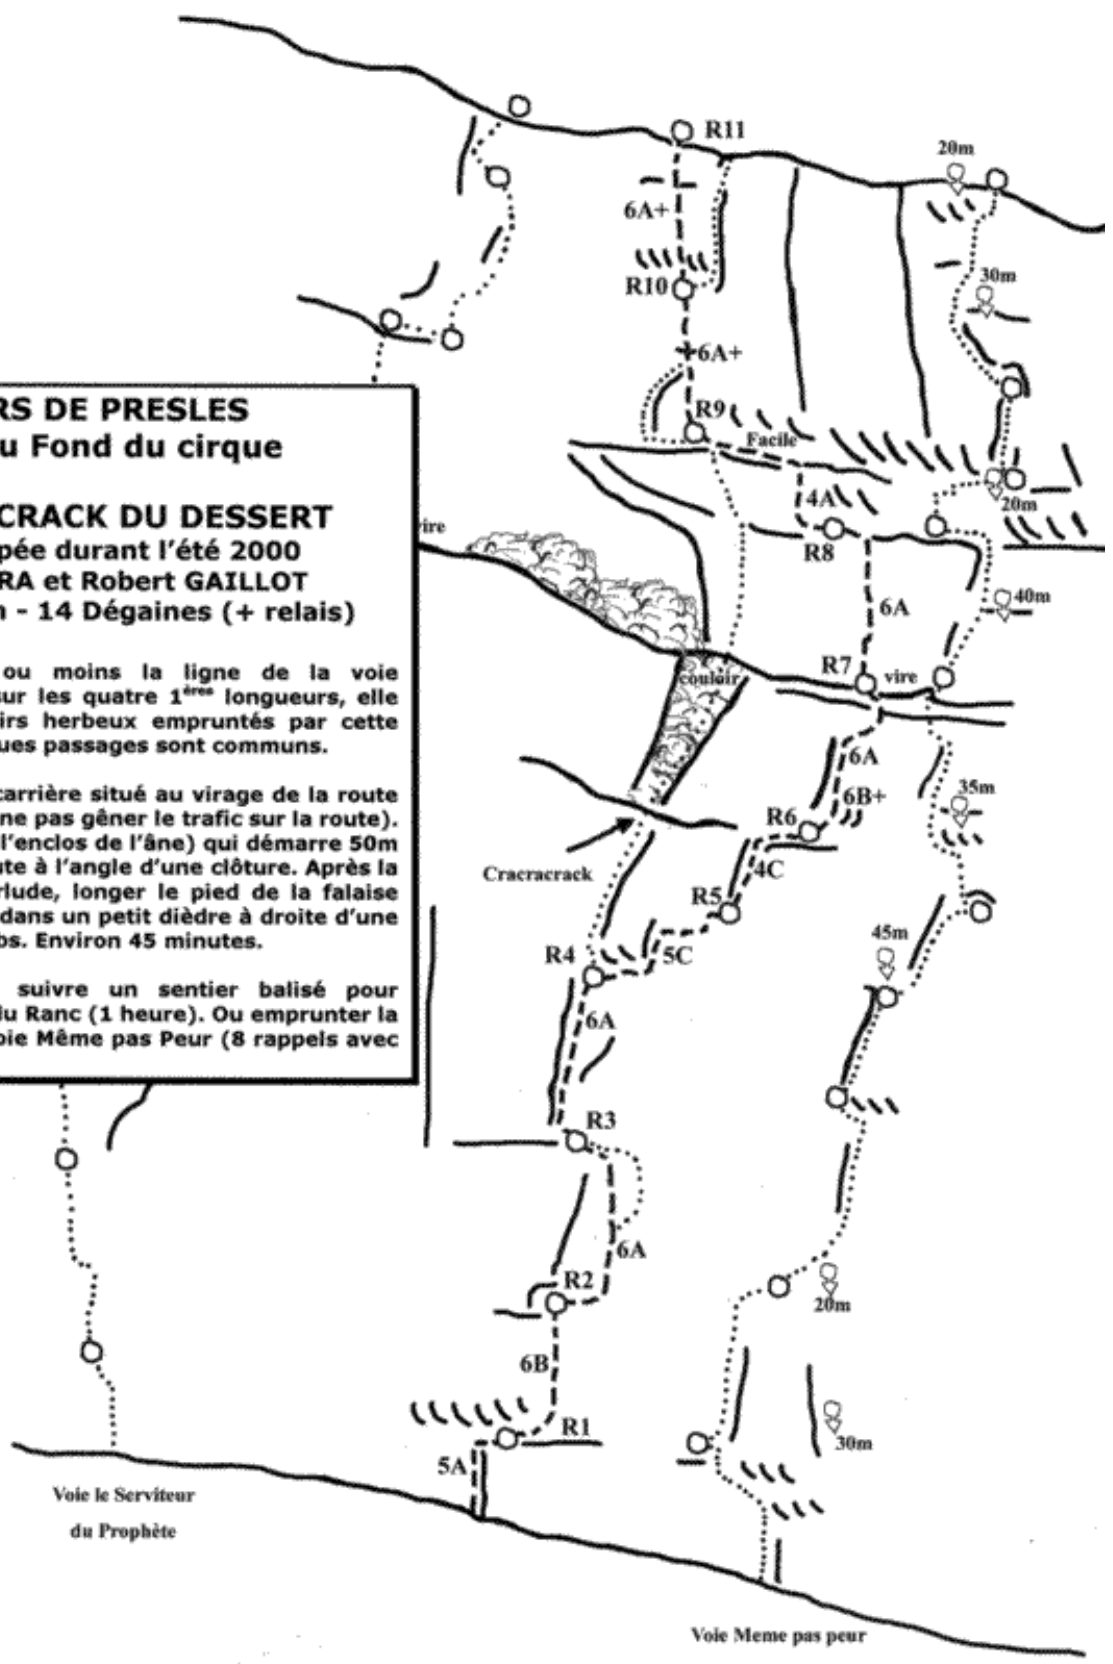 R11
20m
6A+
30m
R10
6A+
R9
Facile
4A
20m
R8
RS DE PRESLES
u Fond du cirque
CRACK DU DESSERT
pée durant l'été 2000
RA et Robert GAILLOT
n - 14 Dégaines (+ relais)
ou moins la ligne de la voie
sur les quatre 1ères longueurs, elle
irs herbeux empruntés par cette
ues passages sont communs.
carrière situé au virage de la route
ne pas gêner le trafic sur la route).
l'enclos de l'âne) qui démarre 50m
ute à l'angle d'une clôture. Après la
rlude, longer le pied de la falaise
dans un petit dièdre à droite d'une
bs. Environ 45 minutes.
suivre un sentier balisé pour
du Ranc (1 heure). Ou emprunter la
oie Même pas Peur (8 rappels avec
vire
6A
40m
R7
vire
couloir
6A
6B+
35m
R6
Cracracrack
4C
R5
45m
R4
5C
6A
R3
6A
R2
20m
6B
R1
30m
5A
Voie le Serviteur
du Prophète
Voie Meme pas peur